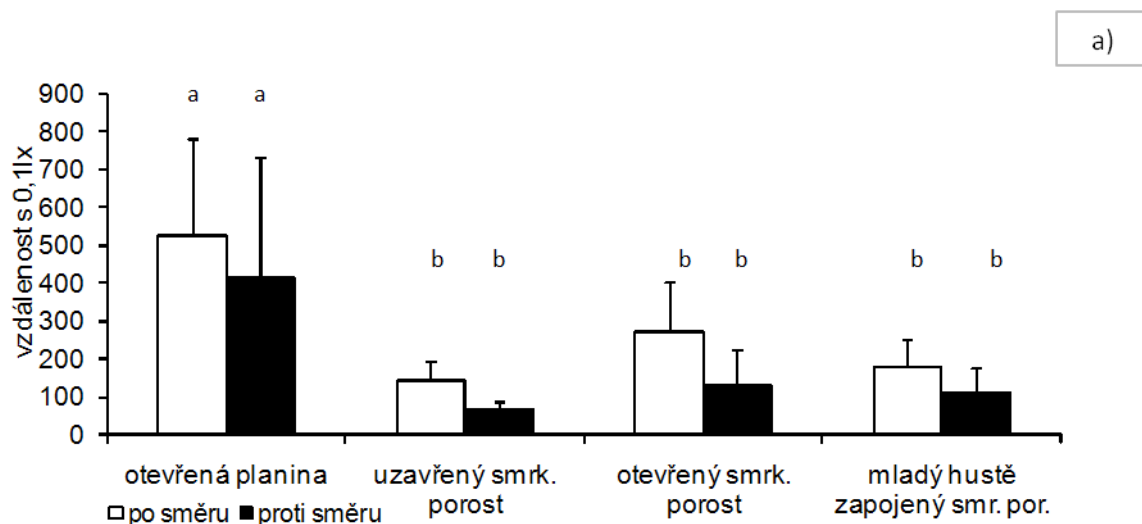 a)
vzdálenost s 0,1lx
900
800
700
600
500
400
300
200
100
0
a a
b b
b b
b b
otevřená planina
uzavřený smrk.
porost
otevřený smrk.
porost
mladý hustě
zapojený smr. por.
po směru proti směru